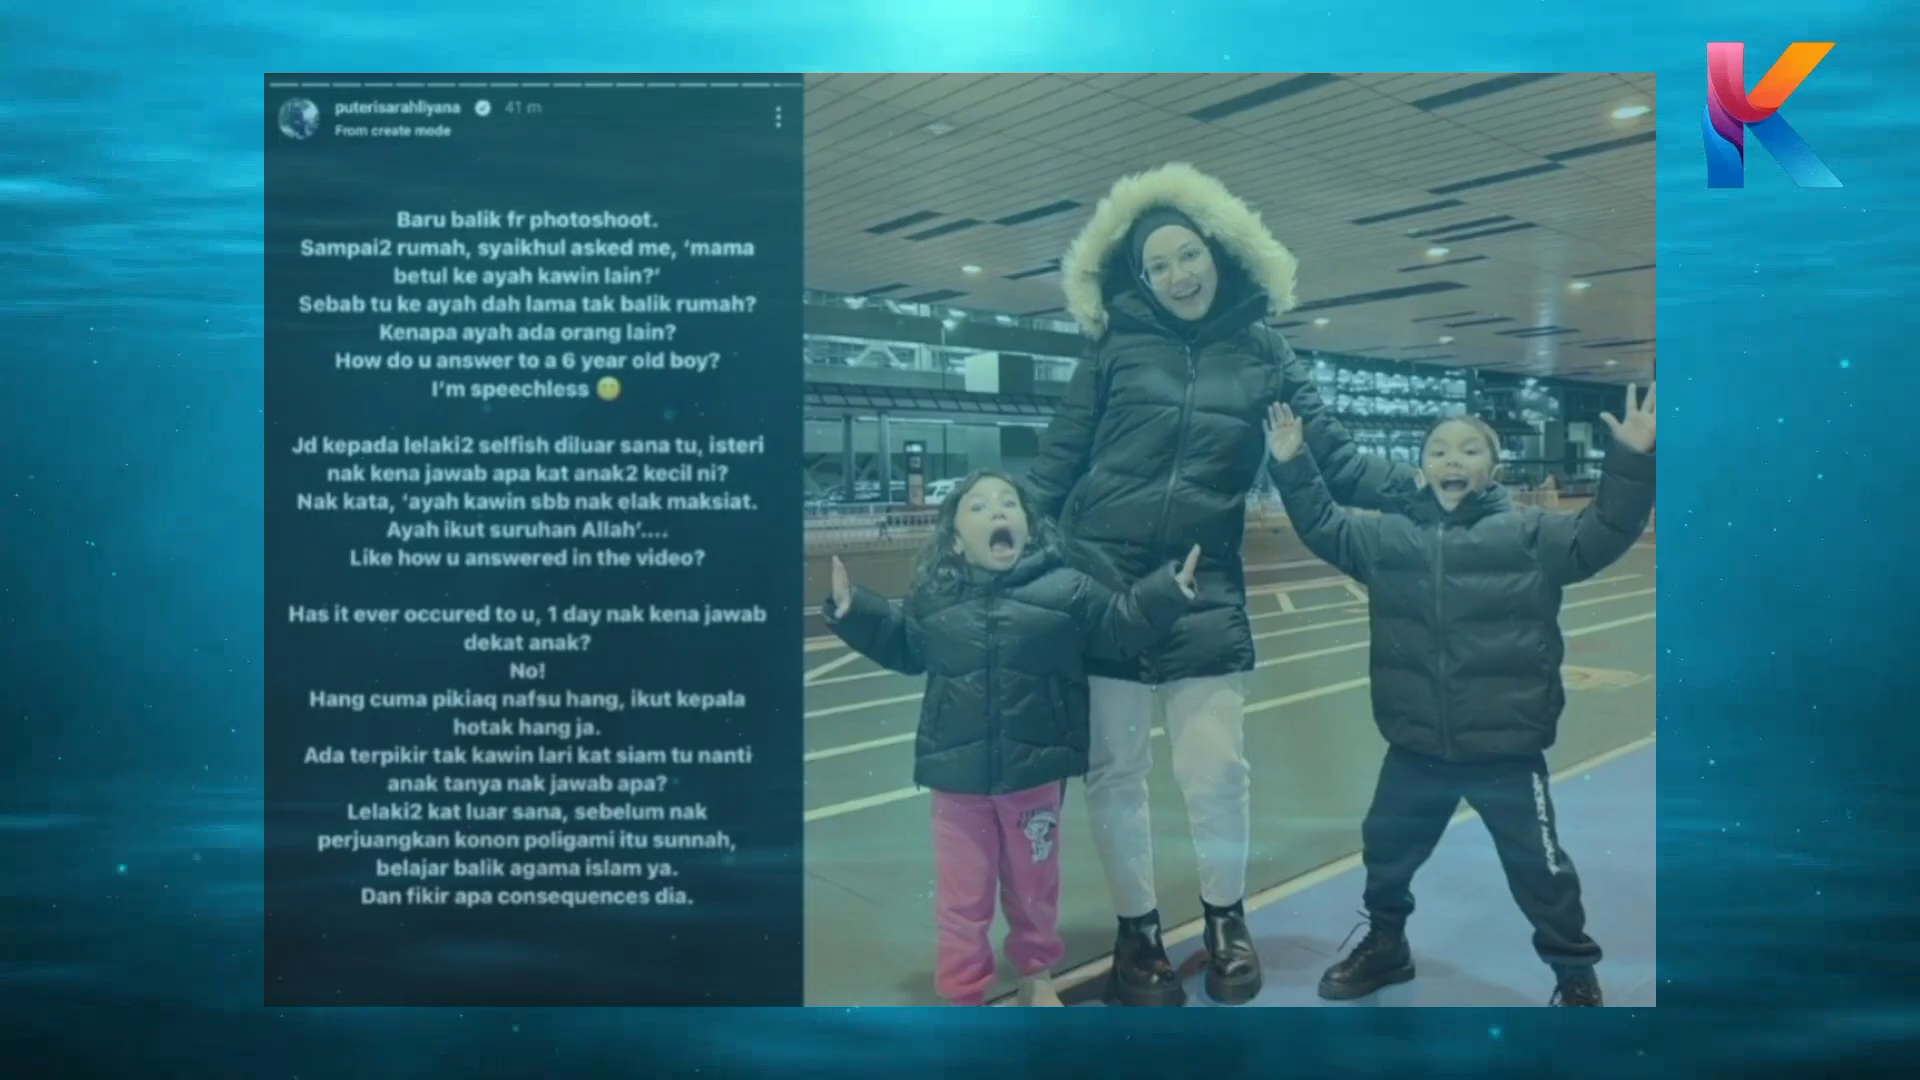 puterisarahliyana 41 m
From create mode
Baru balik fr photoshoot.
Sampai2 rumah, syaikhul asked me, ‘mama
betul ke ayah kawin lain?’
Sebab tu ke ayah dah lama tak balik rumah?
Kenapa ayah ada orang lain?
How do u answer to a 6 year old boy?
I’m speechless 😁
Jd kepada lelaki2 selfish diluar sana tu, isteri
nak kena jawab apa kat anak2 kecil ni?
Nak kata, ‘ayah kawin sbb nak elak maksiat.
Ayah ikut suruhan Allah’....
Like how u answered in the video?
Has it ever occured to u, 1 day nak kena jawab
dekat anak?
No!
Hang cuma pikiaq nafsu hang, ikut kepala
hotak hang ja.
Ada terpikir tak kawin lari kat siam tu nanti
anak tanya nak jawab apa?
Lelaki2 kat luar sana, sebelum nak
perjuangkan konon poligami itu sunnah,
belajar balik agama islam ya.
Dan fikir apa consequences dia.
K